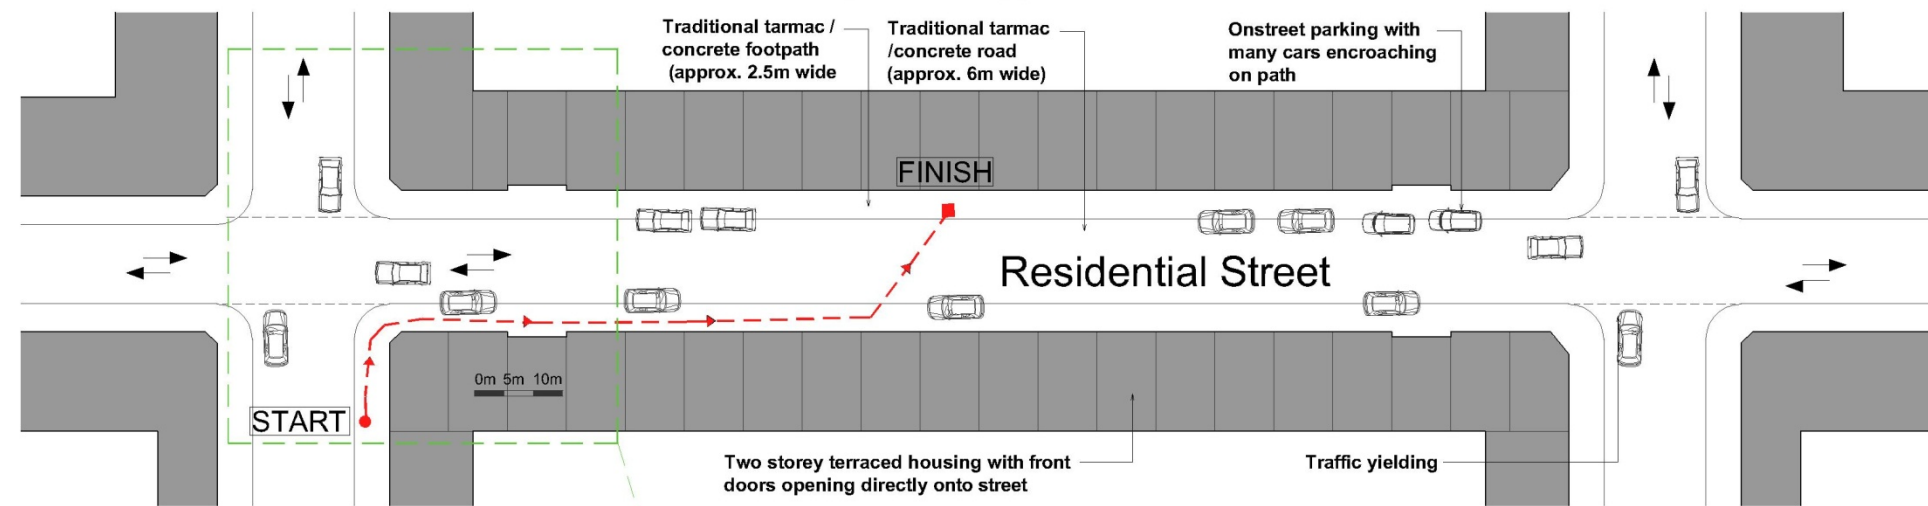 Traditional tarmac /
concrete footpath
(approx. 2.5m wide
Traditional tarmac
/concrete road
(approx. 6m wide)
Onstreet parking with
many cars encroaching
on path
FINISH
Residential Street
0m 5m 10m
START
Two storey terraced housing with front
doors opening directly onto street
Traffic yielding